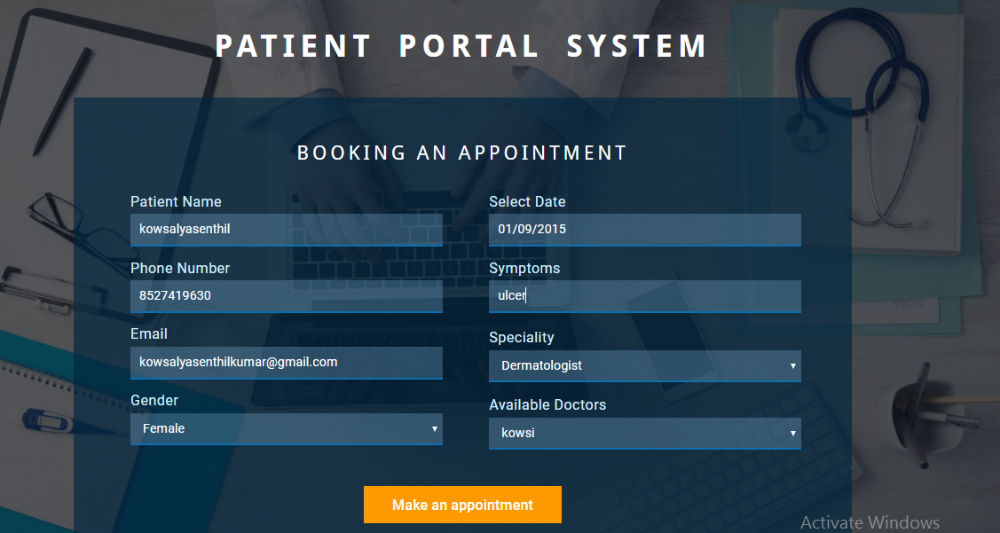 PATIENT PORTAL SYSTEM
BOOKING AN APPOINTMENT
Patient Name
kowsalyasenthil
Phone Number
8527419630
Email
kowsalyasenthilkumar@gmail.com
Gender
Female
Select Date
01/09/2015
Symptoms
ulcer
Speciality
Dermatologist
Available Doctors
kowsi
Make an appointment
NEWS
Activate Windows